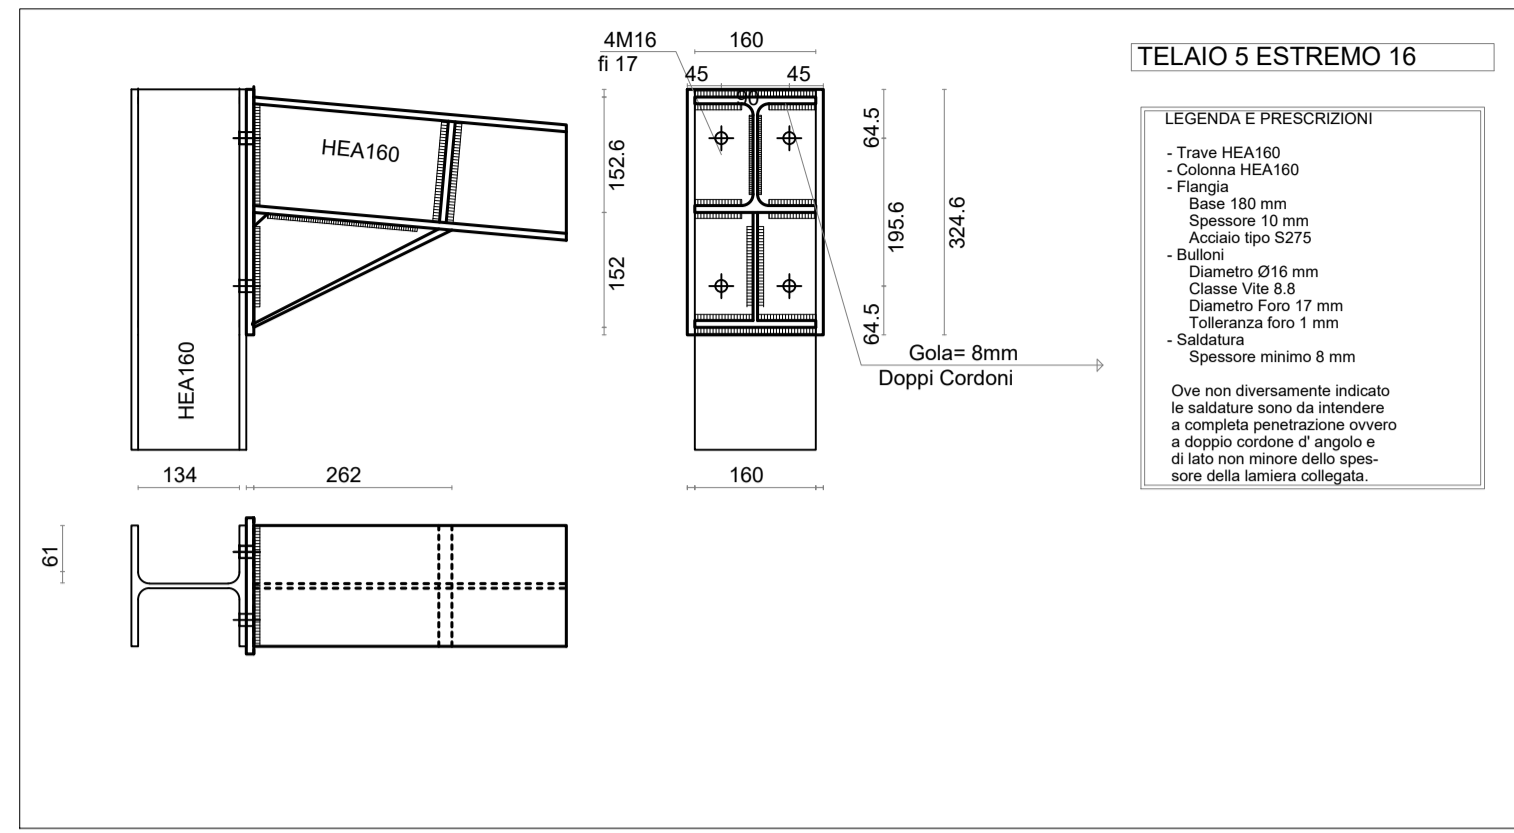 4M16
fi 17
160
45
45
90
TELAIO 5 ESTREMO 16
HEA160
HEA160
152.6
152
64.5
195.6
64.5
324.6
Gola= 8mm
Doppi Cordoni
134
262
160
61
LEGENDA E PRESCRIZIONI
- Trave HEA160
- Colonna HEA160
- Flangia
Base 180 mm
Spessore 10 mm
Acciaio tipo S275
- Bulloni
Diametro Ø16 mm
Classe Vite 8.8
Diametro Foro 17 mm
Tolleranza foro 1 mm
- Saldatura
Spessore minimo 8 mm
Ove non diversamente indicato
le saldature sono da intendere
a completa penetrazione ovvero
a doppio cordone d' angolo e
di lato non minore dello spes-
sore della lamiera collegata.